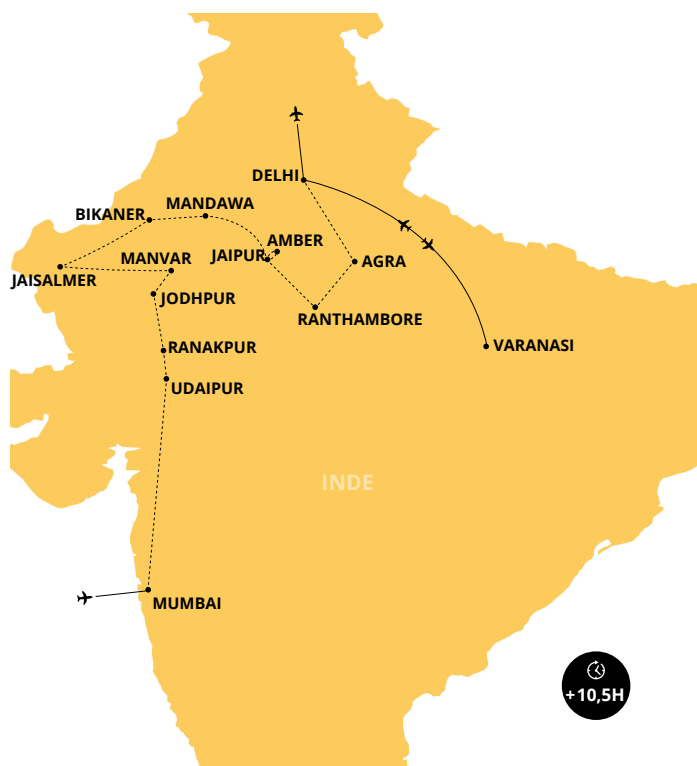 DELHI
MANDAWA
BIKANER
AMBER
JAIPUR
MANVAR
AGRA
JAISALMER
JODHPUR
RANTHAMBORE
RANAKPUR
VARANASI
UDAIPUR
INDE
MUMBAI
+10,5H